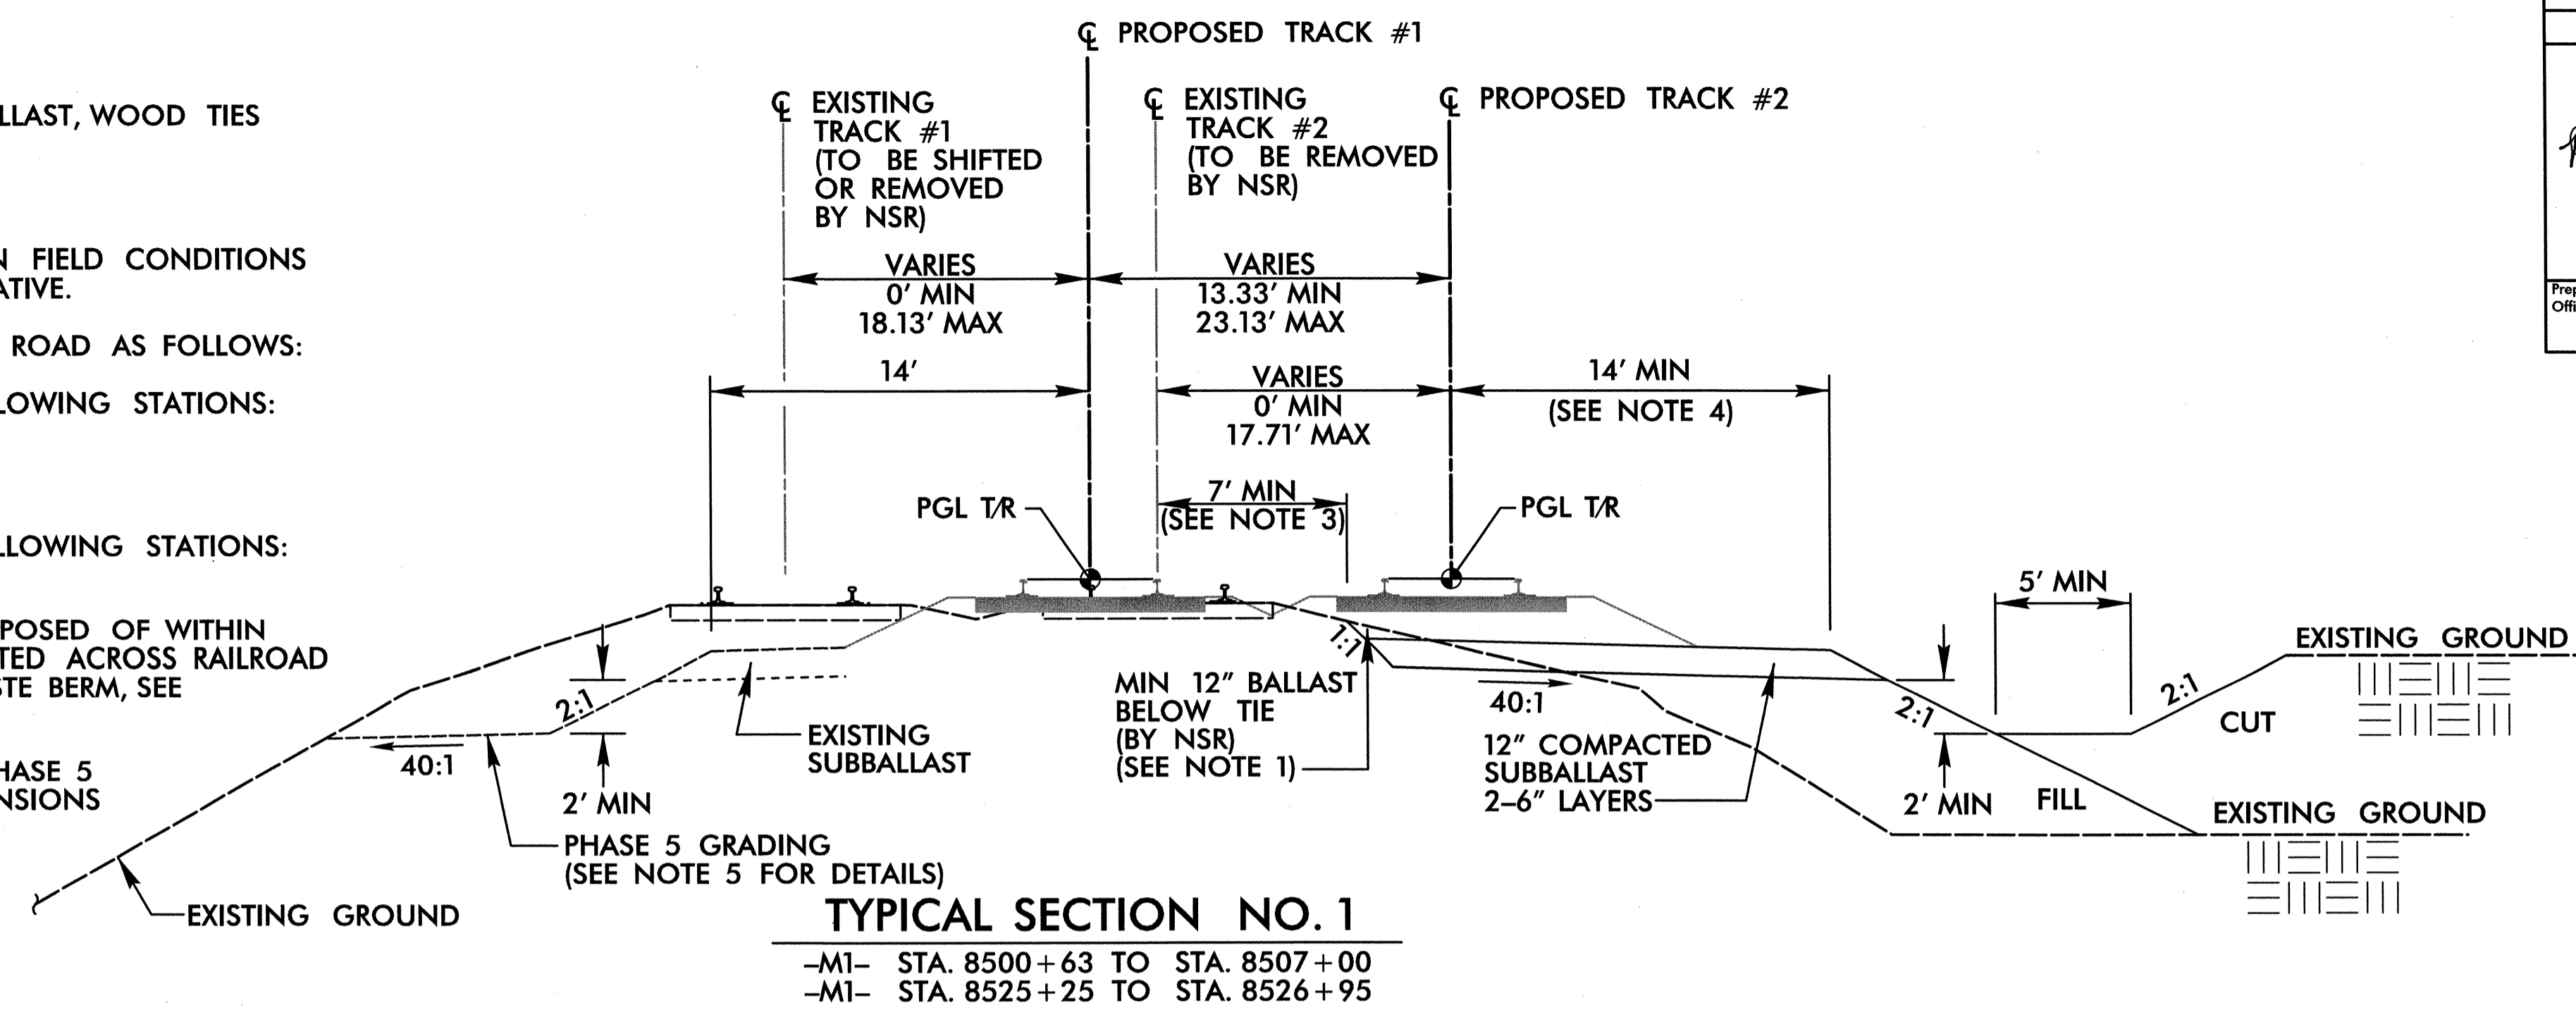 LLAST, WOOD TIES
N FIELD CONDITIONS
ATIVE.
ROAD AS FOLLOWS:
LOWING STATIONS:
LLOWING STATIONS:
POSED OF WITHIN
TED ACROSS RAILROAD
STE BERM, SEE
HASE 5
NSIONS
℄ PROPOSED TRACK #1
℄ EXISTING
TRACK #1
(TO BE SHIFTED
OR REMOVED
BY NSR)
℄ EXISTING
TRACK #2
(TO BE REMOVED
BY NSR)
℄ PROPOSED TRACK #2
VARIES
0' MIN
18.13' MAX
VARIES
13.33' MIN
23.13' MAX
14'
VARIES
0' MIN
17.71' MAX
14' MIN
(SEE NOTE 4)
7' MIN
(SEE NOTE 3)
PGL T/R
PGL T/R
5' MIN
1:1
2:1
40:1
2' MIN
EXISTING
SUBBALLAST
PHASE 5 GRADING
(SEE NOTE 5 FOR DETAILS)
EXISTING GROUND
MIN 12" BALLAST
BELOW TIE
(BY NSR)
(SEE NOTE 1)
40:1
12" COMPACTED
SUBBALLAST
2–6" LAYERS
2:1
2' MIN
FILL
2:1
CUT
EXISTING GROUND
EXISTING GROUND
TYPICAL SECTION NO. 1
–M1– STA. 8500+63 TO STA. 8507+00
–M1– STA. 8525+25 TO STA. 8526+95
Prep
Offi